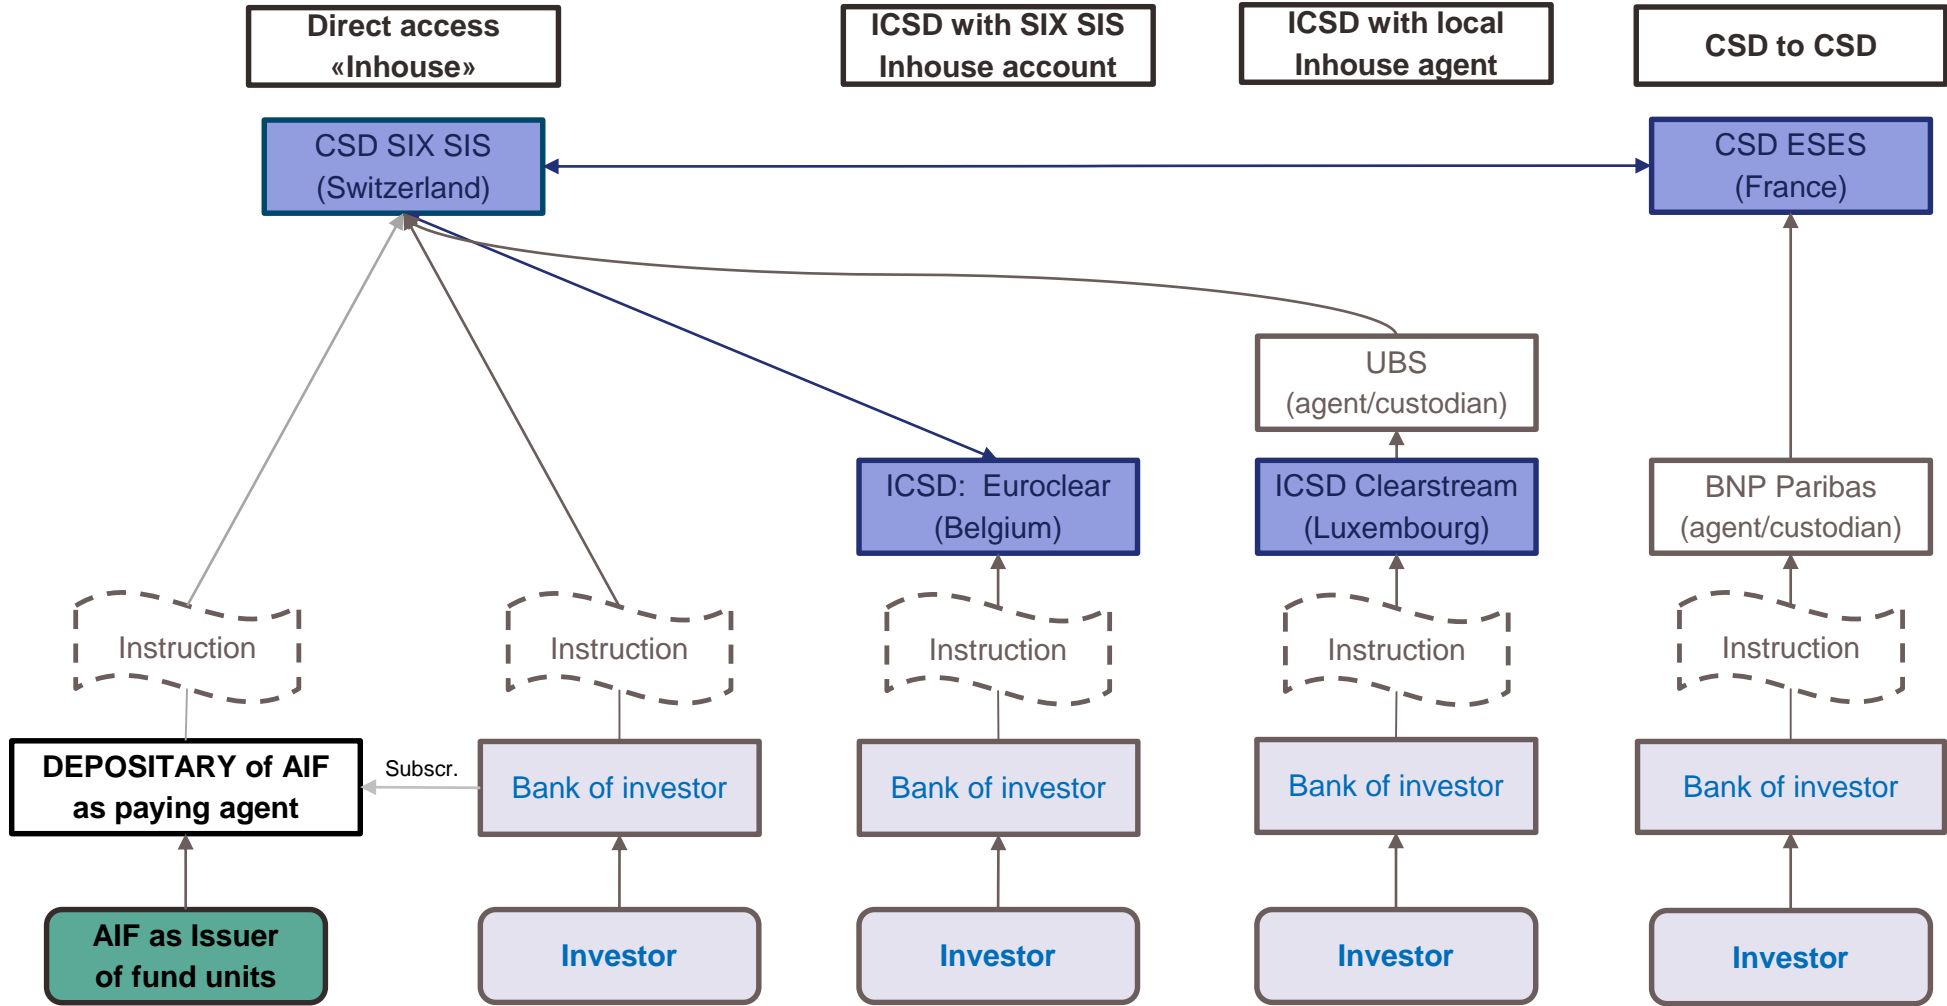 Direct access
«Inhouse»
ICSD with SIX SIS
Inhouse account
ICSD with local
Inhouse agent
CSD to CSD
CSD SIX SIS
(Switzerland)
CSD ESES
(France)
UBS
(agent/custodian)
ICSD:  Euroclear
(Belgium)
ICSD Clearstream
(Luxembourg)
BNP Paribas
(agent/custodian)
Instruction
Instruction
Instruction
Instruction
Instruction
DEPOSITARY of AIF
as paying agent
Subscr.
Bank of investor
Bank of investor
Bank of investor
Bank of investor
AIF as Issuer
of fund units
Investor
Investor
Investor
Investor